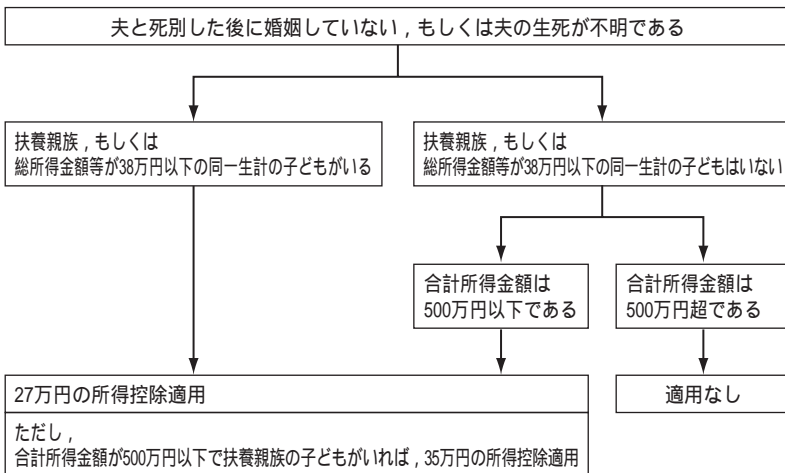 夫と死別した後に婚姻していない，もしくは夫の生死が不明である
扶養親族，もしくは
総所得金額等が38万円以下の同一生計の子どもがいる
扶養親族，もしくは
総所得金額等が38万円以下の同一生計の子どもはいない
合計所得金額は
500万円以下である
合計所得金額は
500万円超である
27万円の所得控除適用
ただし，
合計所得金額が500万円以下で扶養親族の子どもがいれば，35万円の所得控除適用
適用なし